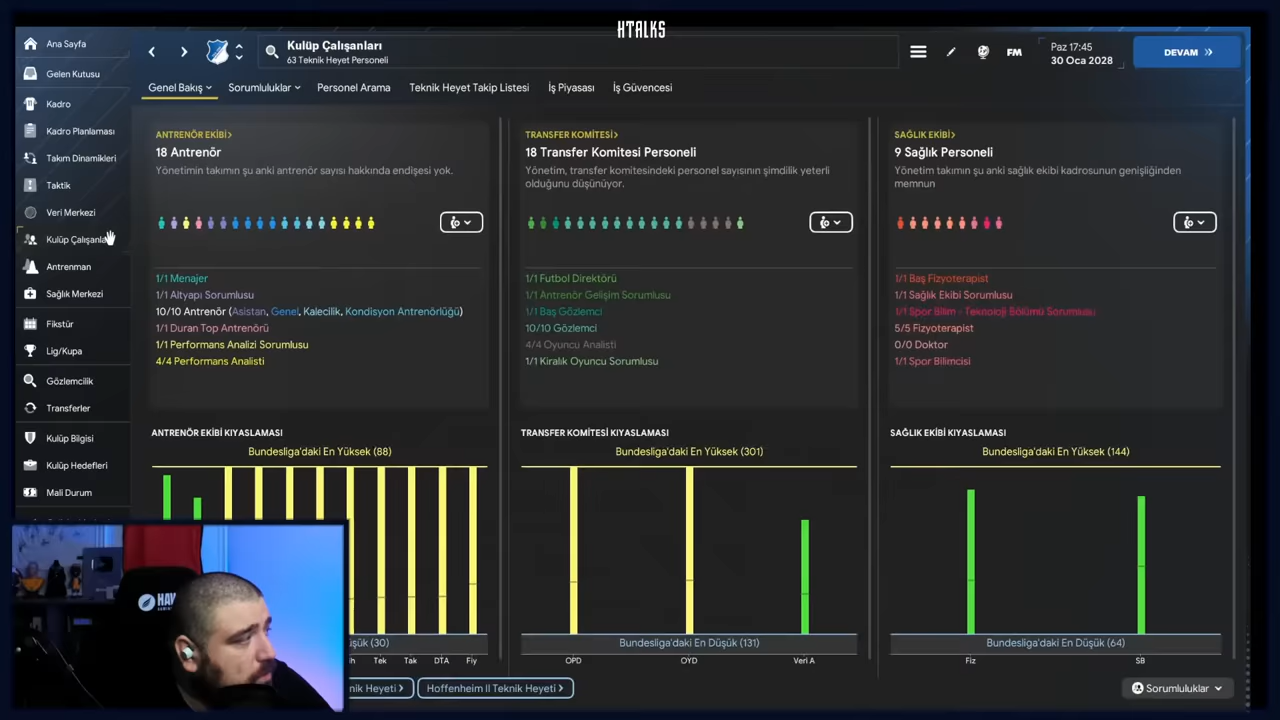 HTALKS
Ana Sayfa
Gelen Kutusu
Kadro
Kadro Planlaması
Takım Dinamikleri
Taktik
Veri Merkezi
Kulüp Çalışanla
Antrenman
Sağlık Merkezi
Fikstür
Lig/Kupa
Gözlemcilik
Transferler
Kulüp Bilgisi
Kulüp Hedefleri
Mali Durum
Kulüp Çalışanları
63 Teknik Heyet Personeli
FM
Paz 17:45
30 Oca 2028
DEVAM
Genel Bakış
Sorumluluklar
Personel Arama
Teknik Heyet Takip Listesi
İş Piyasası
İş Güvencesi
ANTRENÖR EKİBİ>
18 Antrenör
Yönetimin takımın şu anki antrenör sayısı hakkında endişesi yok.
1/1 Menajer
1/1 Altyapı Sorumlusu
10/10 Antrenör (Asistan, Genel, Kalecilik, Kondisyon Antrenörlüğü)
1/1 Duran Top Antrenörü
1/1 Performans Analizi Sorumlusu
4/4 Performans Analisti
TRANSFER KOMİTESİ>
18 Transfer Komitesi Personeli
Yönetim, transfer komitesindeki personel sayısının şimdilik yeterli
olduğunu düşünüyor.
1/1 Futbol Direktörü
1/1 Antrenör Gelişim Sorumlusu
1/1 Baş Gözlemci
10/10 Gözlemci
4/4 Oyuncu Analisti
1/1 Kiralık Oyuncu Sorumlusu
SAĞLIK EKİBİ>
9 Sağlık Personeli
Yönetim takımın şu anki sağlık ekibi kadrosunun genişliğinden
memnun
1/1 Baş Fizyoterapist
1/1 Sağlık Ekibi Sorumlusu
1/1 Spor Bilim - Teknoloji Bölümü Sorumlusu
5/5 Fizyoterapist
0/0 Doktor
1/1 Spor Bilimcisi
ANTRENÖR EKİBİ KIYASLAMASI
Bundesliga'daki En Yüksek (88)
şük (30)
Tek
Tak
DTA
Fiy
TRANSFER KOMİTESİ KIYASLAMASI
Bundesliga'daki En Yüksek (301)
Bundesliga'daki En Düşük (131)
OPD
OYD
Veri A
SAĞLIK EKİBİ KIYASLAMASI
Bundesliga'daki En Yüksek (144)
Bundesliga'daki En Düşük (64)
Fiz
SB
nik Heyeti >
Hoffenheim II Teknik Heyeti >
Sorumluluklar
HAV